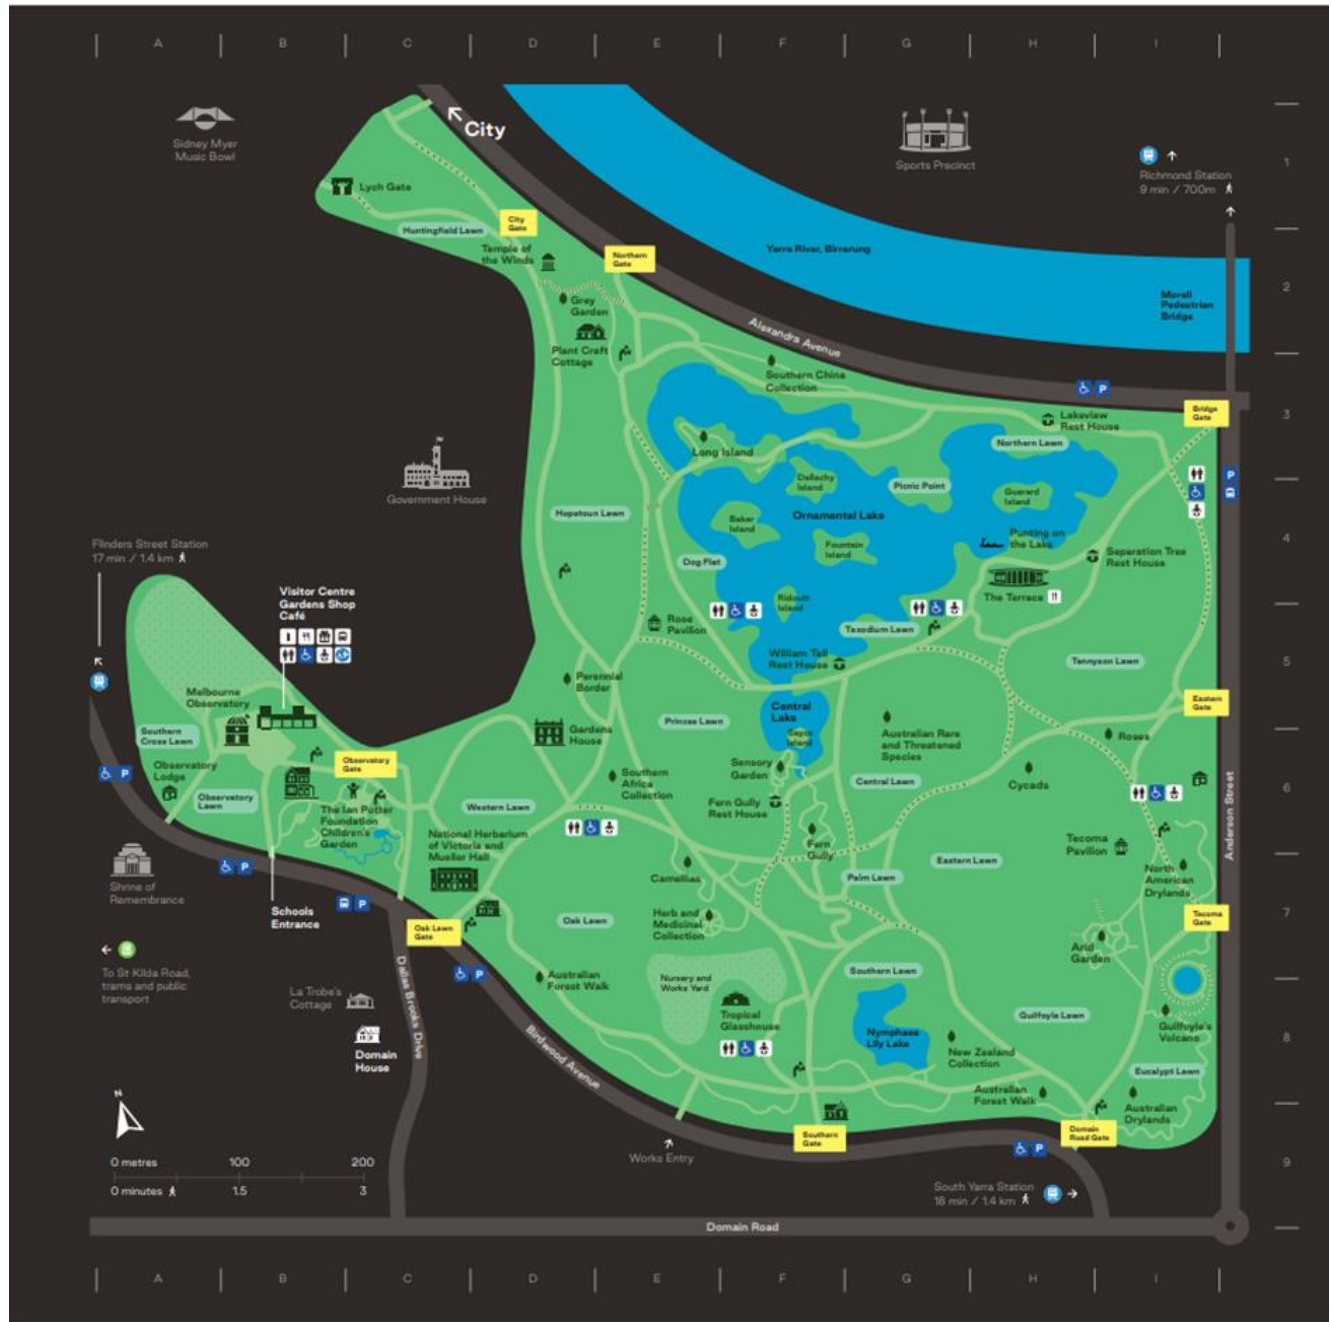 A B C D E F G H I
City
Sidney Myer
Music Bowl
Sports Precinct
1
Richmond Station
9 min / 700m
Lych Gate
City
Gate
Huntingfield Lawn
Temple of
the Winds
Northern
Gate
Yarra River, Birrarung
2
Morell
Pedestrian
Bridge
Grey
Garden
Alexandra Avenue
Plant Craft
Cottage
Southern China
Collection
P
3
Bridge
Gate
Lakeview
Rest House
Northern Lawn
Long Island
P
Dallachy
Island
Picnic Point
Guerard
Island
Government House
Hopetoun Lawn
Baker
Island
Ornamental Lake
Punting on
the Lake
Fountain
Island
4
Flinders Street Station
17 min / 1.4 km
Separation Tree
Rest House
Dog Flat
Visitor Centre
Gardens Shop
Café
The Terrace
Ridoutt
Island
Rose
Pavilion
Taxodium Lawn
William Tell
Rest House
Tennyson Lawn
5
Perennial
Border
Melbourne
Observatory
Eastern
Gate
Central
Lake
Princes Lawn
Southern
Cross Lawn
Gardens
House
Australian Rare
and Threatened
Species
Sayce
Island
Roses
Observatory
Gate
Observatory
Lodge
P
Sensory
Garden
Southern
Africa
Collection
Central Lawn
Cycads
6
Observatory
Lawn
Western Lawn
Fern Gully
Rest House
The Ian Potter
Foundation
Children's
Garden
National Herbarium
of Victoria and
Mueller Hall
Fern
Gully
Tecoma
Pavilion
Anderson Street
Eastern Lawn
P
Camellias
Palm Lawn
North
American
Drylands
Shrine of
Remembrance
P
Schools
Entrance
Oak Lawn
Gate
Oak Lawn
Herb and
Medicinal
Collection
Tecoma
Gate
7
Arid
Garden
To St Kilda Road,
trams and public
transport
P
Australian
Forest Walk
Nursery and
Works Yard
Southern Lawn
La Trobe's
Cottage
Dallas Brooks Drive
Tropical
Glasshouse
Guilfoyle Lawn
Nymphaea
Lily Lake
Guilfoyle's
Volcano
8
Domain
House
Birdwood Avenue
New Zealand
Collection
Eucalypt Lawn
Australian
Forest Walk
Australian
Drylands
N
Southern
Gate
Domain
Road Gate
Works Entry
P
9
0 metres 100 200
0 minutes 1.5 3
South Yarra Station
18 min / 1.4 km
Domain Road
A B C D E F G H I